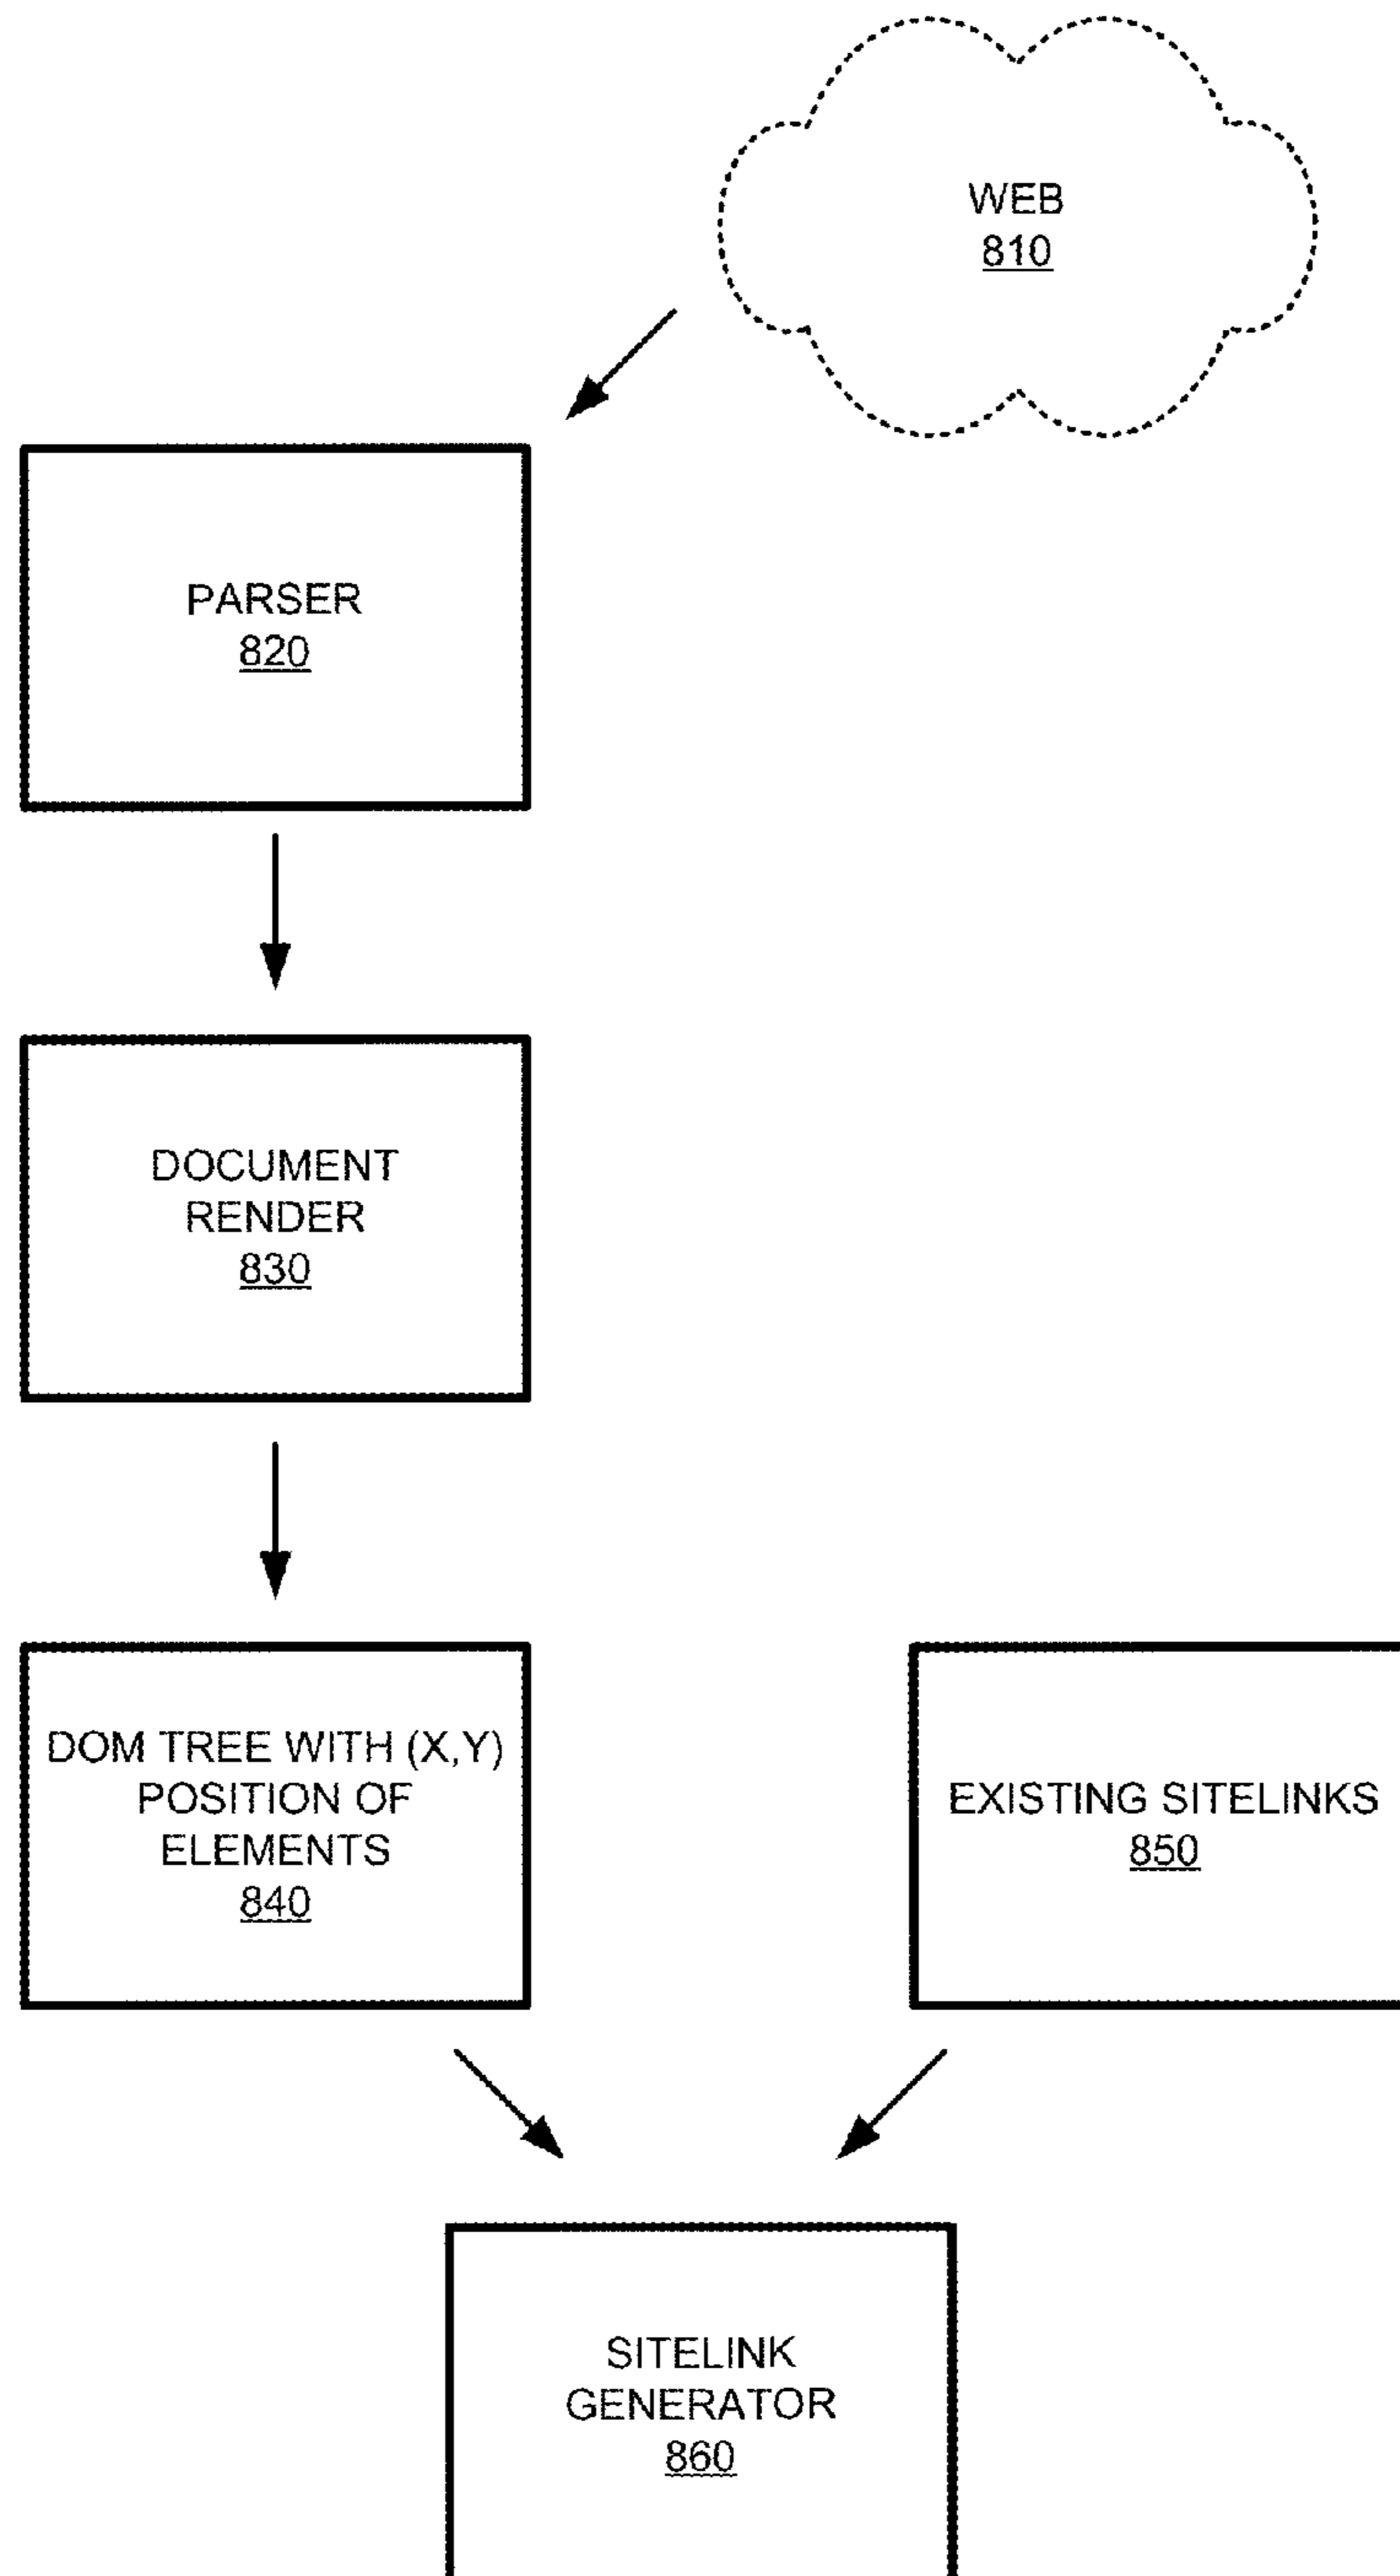 WEB
810
PARSER
820
DOCUMENT
RENDER
830
DOM TREE WITH (X,Y)
POSITION OF
ELEMENTS
840
EXISTING SITELINKS
850
SITELINK
GENERATOR
860